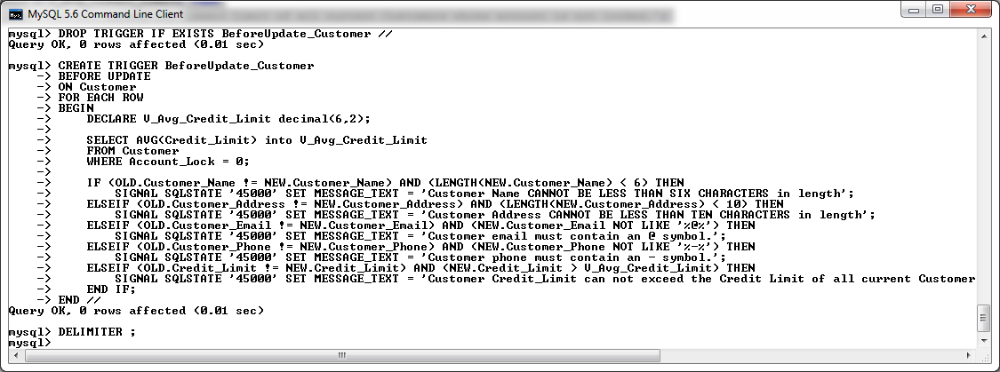 MySQL 5.6 Command Line Client
mysql> DROP TRIGGER IF EXISTS BeforeUpdate_Customer //
Query OK, 0 rows affected (0.01 sec)

mysql> CREATE TRIGGER BeforeUpdate_Customer
    -> BEFORE UPDATE
    -> ON Customer
    -> FOR EACH ROW
    -> BEGIN
    ->     DECLARE V_Avg_Credit_Limit decimal(6,2);
    ->
    ->     SELECT AVG(Credit_Limit) into V_Avg_Credit_Limit
    ->     FROM Customer
    ->     WHERE Account_Lock = 0;
    ->
    ->     IF (OLD.Customer_Name != NEW.Customer_Name) AND (LENGTH(NEW.Customer_Name) < 6) THEN
    ->         SIGNAL SQLSTATE '45000' SET MESSAGE_TEXT = 'Customer Name CANNOT BE LESS THAN SIX CHARACTERS in length';
    ->     ELSEIF (OLD.Customer_Address != NEW.Customer_Address) AND (LENGTH(NEW.Customer_Address) < 10) THEN
    ->         SIGNAL SQLSTATE '45000' SET MESSAGE_TEXT = 'Customer Address CANNOT BE LESS THAN TEN CHARACTERS in length';
    ->     ELSEIF (OLD.Customer_Email != NEW.Customer_Email) AND (NEW.Customer_Email NOT LIKE '%@%') THEN
    ->         SIGNAL SQLSTATE '45000' SET MESSAGE_TEXT = 'Customer email must contain an @ symbol.';
    ->     ELSEIF (OLD.Customer_Phone != NEW.Customer_Phone) AND (NEW.Customer_Phone NOT LIKE '%-%') THEN
    ->         SIGNAL SQLSTATE '45000' SET MESSAGE_TEXT = 'Customer phone must contain an - symbol.';
    ->     ELSEIF (OLD.Credit_Limit != NEW.Credit_Limit) AND (NEW.Credit_Limit > V_Avg_Credit_Limit) THEN
    ->         SIGNAL SQLSTATE '45000' SET MESSAGE_TEXT = 'Customer Credit_Limit can not exceed the Credit Limit of all current Customer
    ->     END IF;
    -> END //
Query OK, 0 rows affected (0.01 sec)

mysql> DELIMITER ;
mysql>